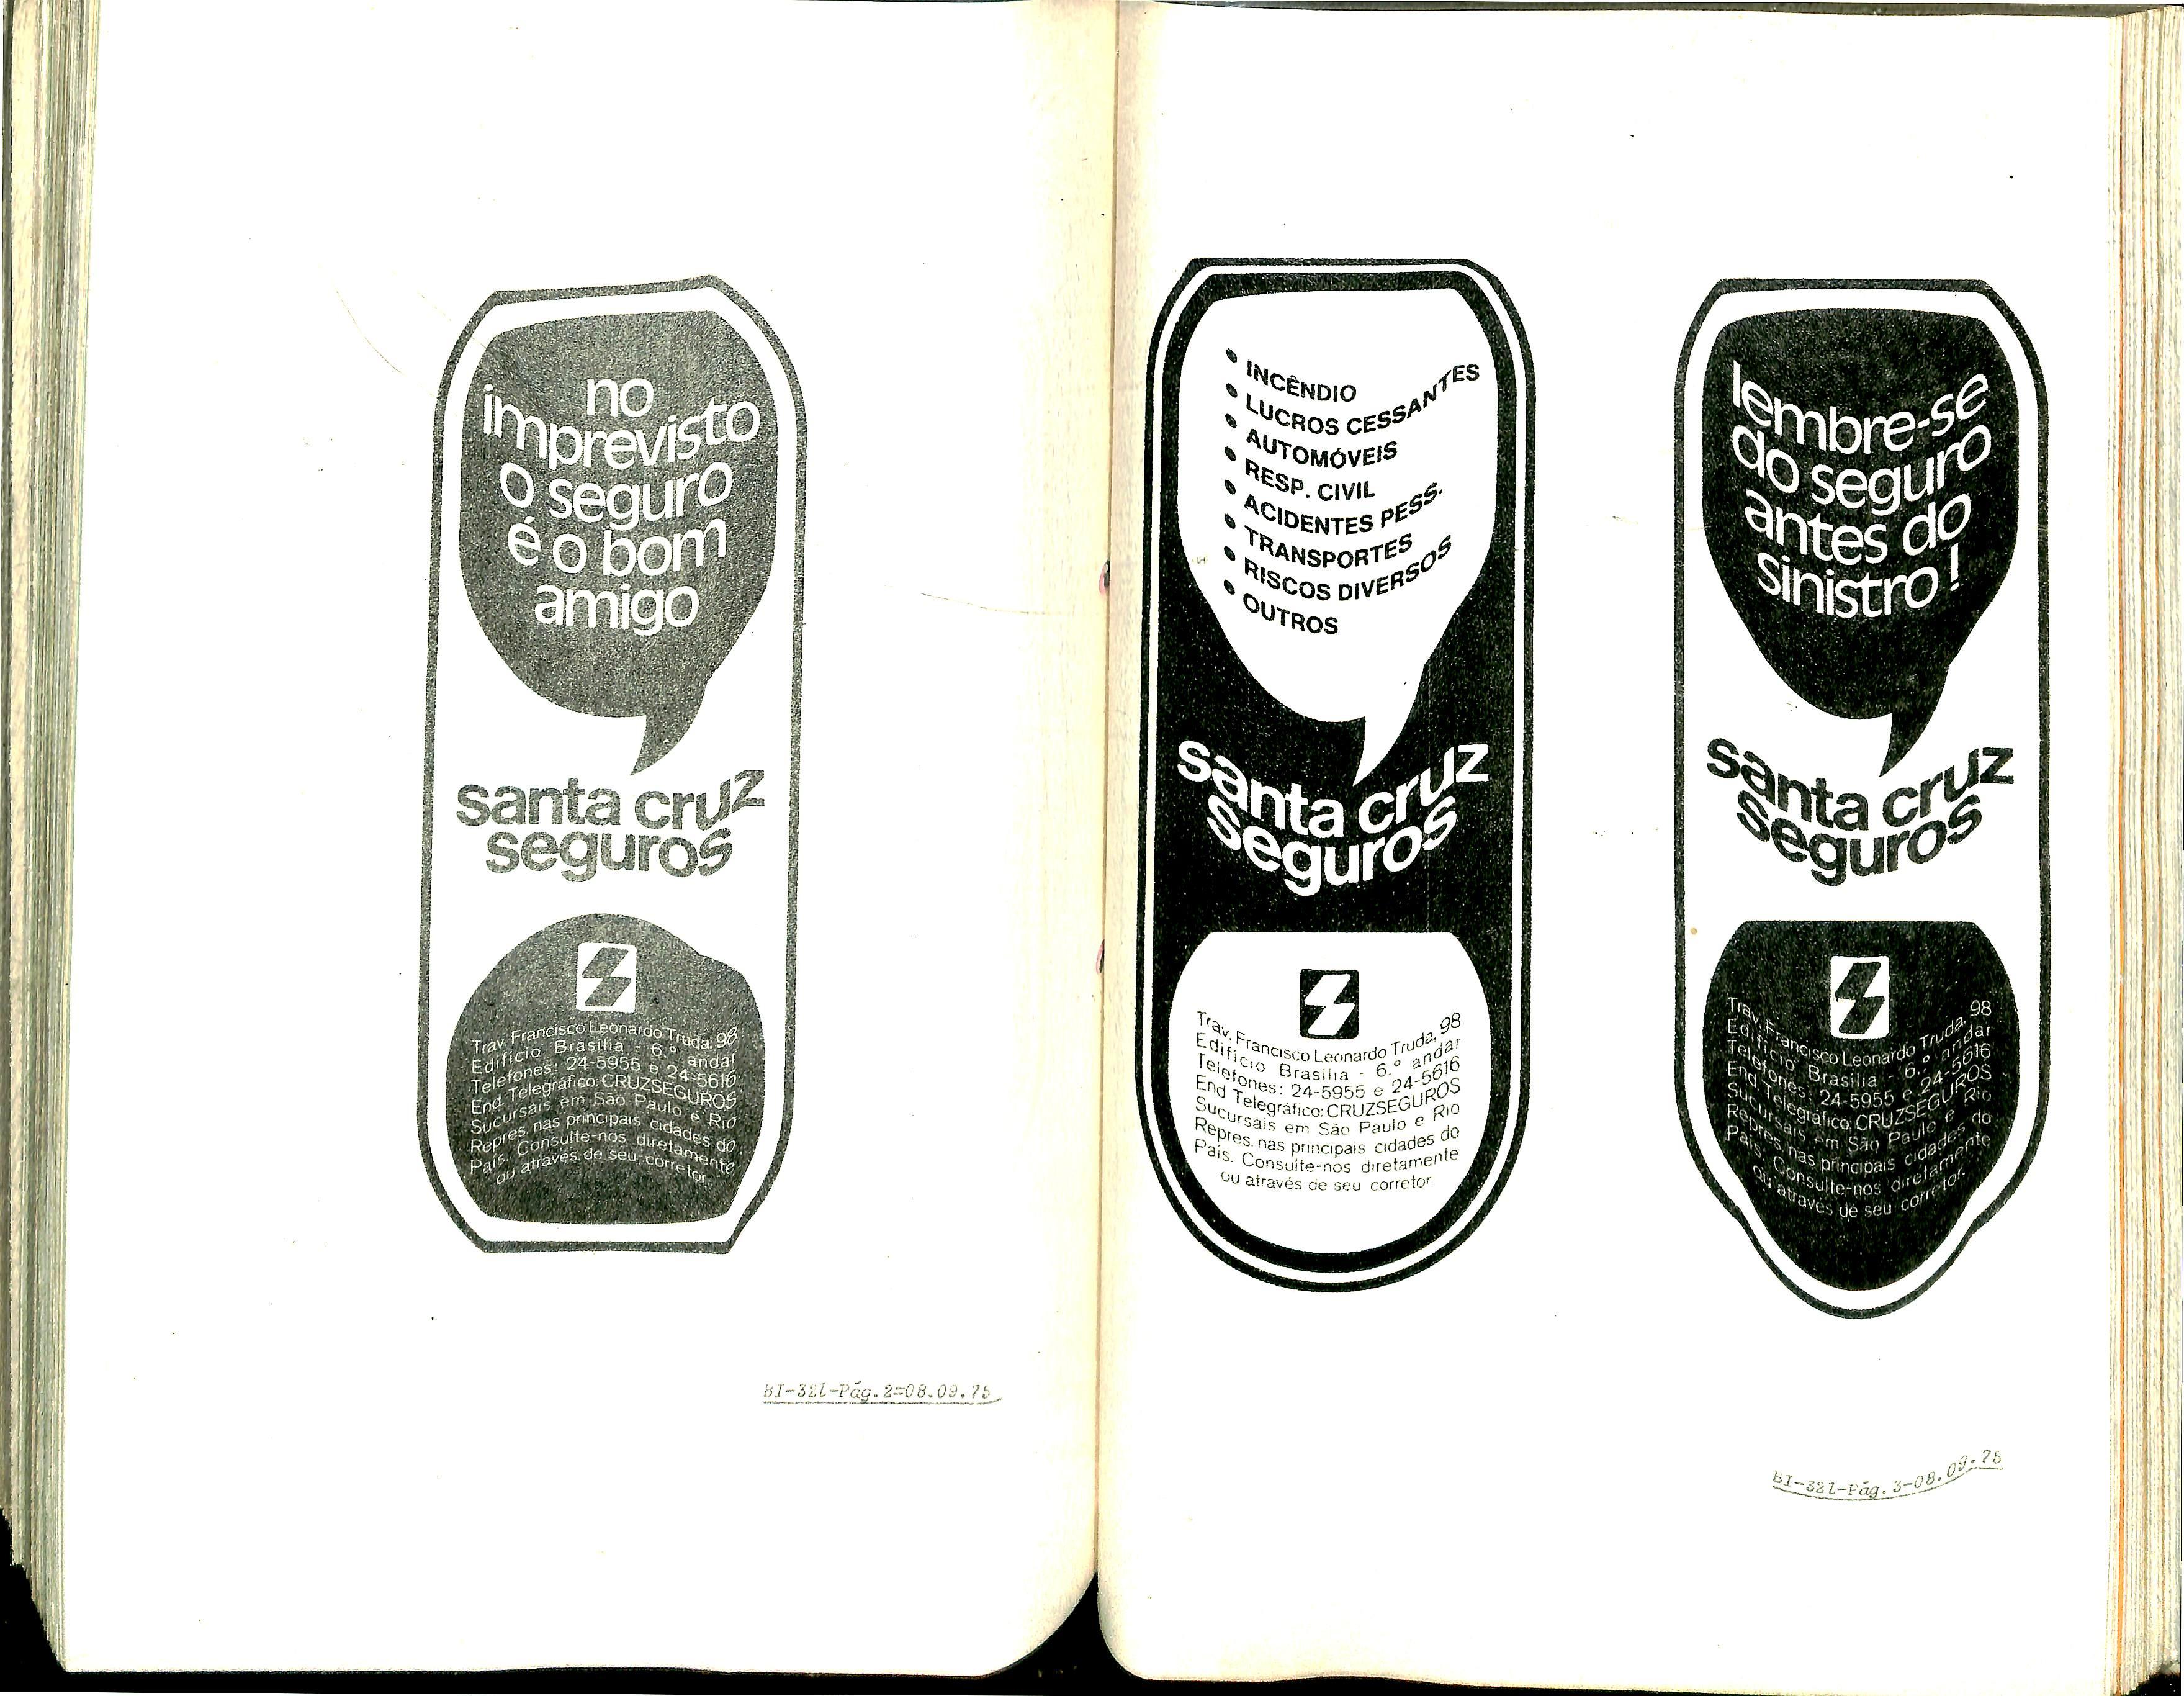 no
imprevisto
o seguro
é o bom
amigo
santa cruz
seguros
Trav. Francisco Leonardo Truda, 98
Edifício Brasília - 6.º andar
Telefones: 24-5955 e 24-5616
End. Telegráfico: CRUZSEGUROS
Sucursais em São Paulo e Rio
Repres. nas principais cidades do
País. Consulte-nos diretamente
ou através de seu corretor.
BI-321-Pág.2=08.09.75
• INCÊNDIO
• LUCROS CESSANTES
• AUTOMÓVEIS
• RESP. CIVIL
• ACIDENTES PESS.
• TRANSPORTES
• RISCOS DIVERSOS
• OUTROS
santa cruz
seguros
Trav. Francisco Leonardo Truda, 98
Edifício Brasília - 6.º andar
Telefones: 24-5955 e 24-5616
End. Telegráfico: CRUZSEGUROS
Sucursais em São Paulo e Rio
Repres. nas principais cidades do
País. Consulte-nos diretamente
ou através de seu corretor
lembre-se
do seguro
antes do
sinistro!
santa cruz
seguros
Trav. Francisco Leonardo Truda, 98
Edifício Brasília - 6.º andar
Telefones: 24-5955 e 24-5616
End. Telegráfico: CRUZSEGUROS
Sucursais em São Paulo e Rio
Repres. nas principais cidades do
País. Consulte-nos diretamente
ou através de seu corretor.
BI-321-Pág.3-08.09.75